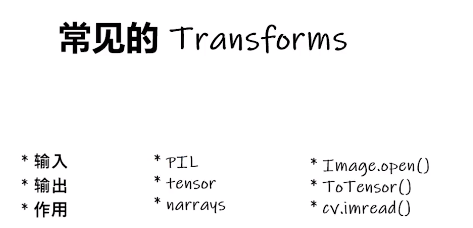 常见的 Transforms
* 输入
* 输出
* 作用
* PIL
* tensor
* narrays
* Image.open()
* ToTensor()
* cv.imread()